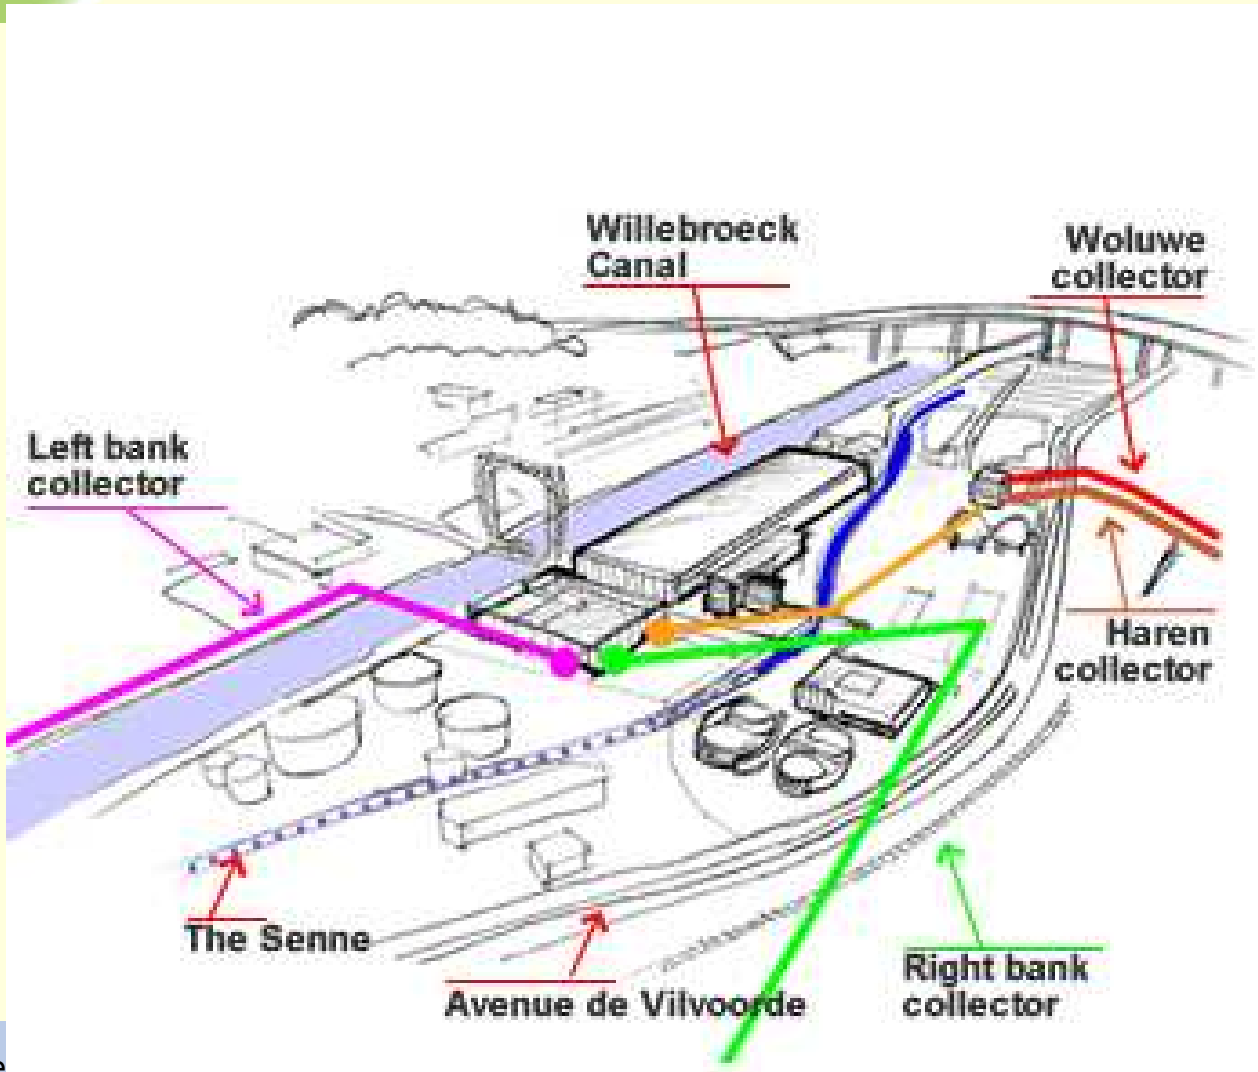 Willebroeck
Canal
Woluwe
collector
Left bank
collector
Haren
collector
The Senne
Avenue de Vilvoorde
Right bank
collector